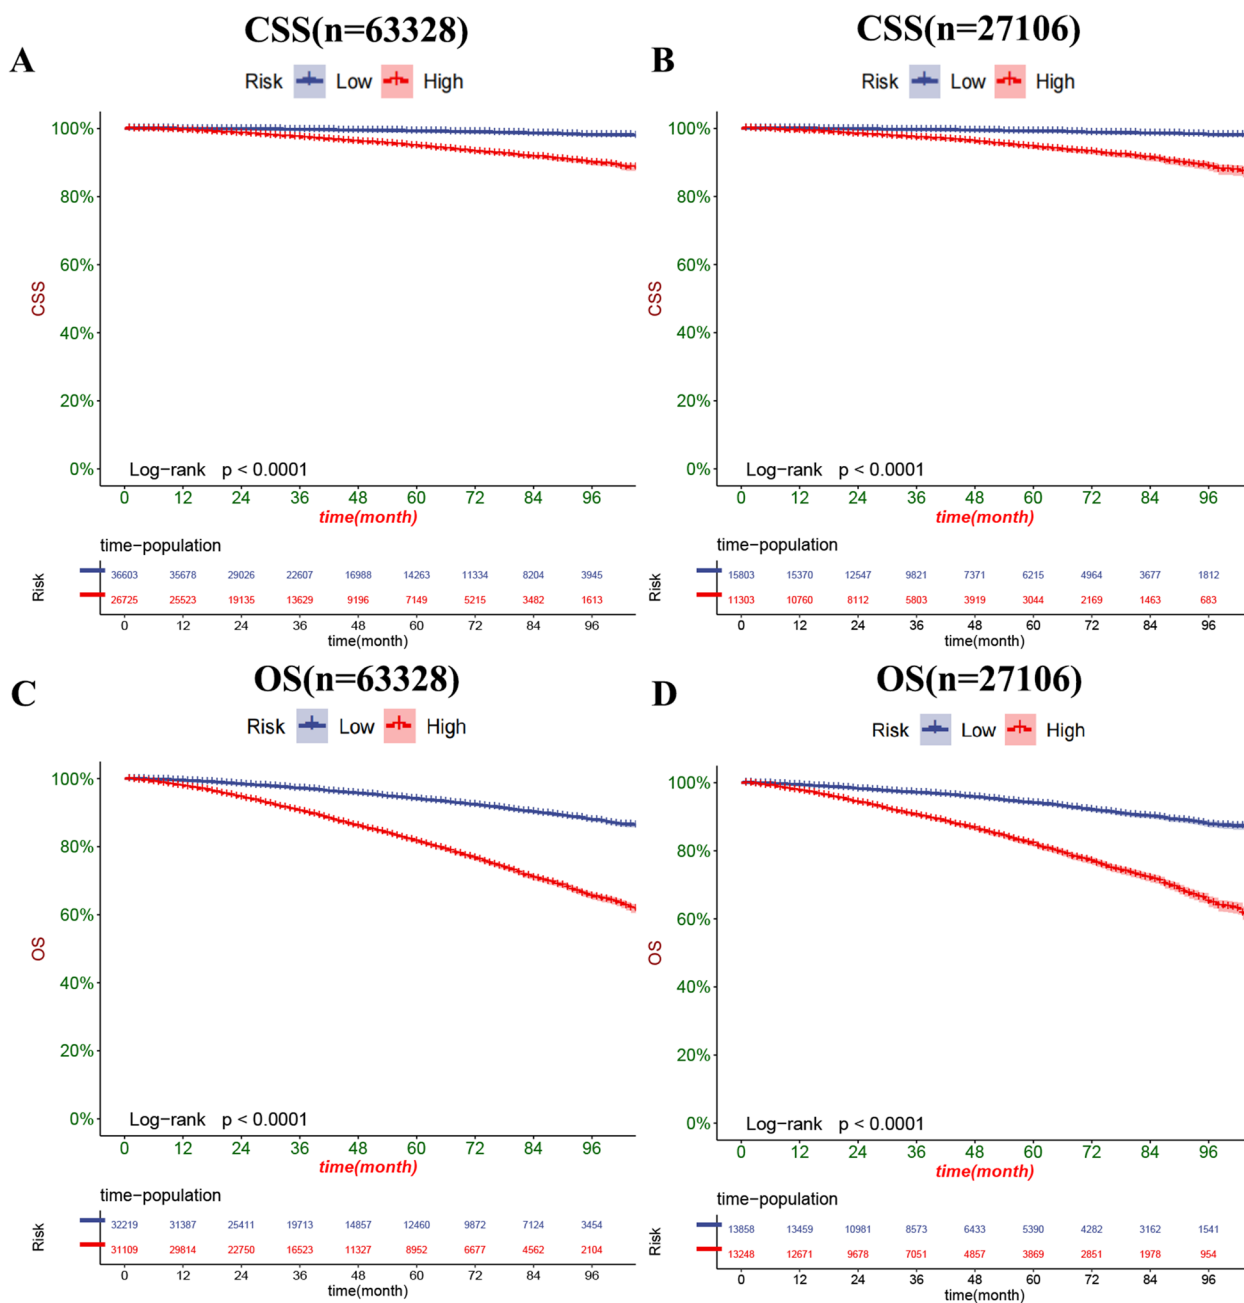 CSS(n=63328)
A
Risk Low High
100%
80%
60%
40%
20%
0%
CSS
Log-rank p < 0.0001
0 12 24 36 48 60 72 84 96
time(month)
time-population
Risk
36603 35678 29026 22607 16988 14263 11334 8204 3945
26725 25523 19135 13629 9196 7149 5215 3482 1613
0 12 24 36 48 60 72 84 96
time(month)
CSS(n=27106)
B
Risk Low High
100%
80%
60%
40%
20%
0%
CSS
Log-rank p < 0.0001
0 12 24 36 48 60 72 84 96
time(month)
time-population
Risk
15803 15370 12547 9821 7371 6215 4964 3677 1812
11303 10760 8112 5803 3919 3044 2169 1463 683
0 12 24 36 48 60 72 84 96
time(month)
OS(n=63328)
C
Risk Low High
100%
80%
60%
40%
20%
0%
OS
Log-rank p < 0.0001
0 12 24 36 48 60 72 84 96
time(month)
time-population
Risk
32219 31387 25411 19713 14857 12460 9872 7124 3454
31109 29814 22750 16523 11327 8952 6677 4562 2104
0 12 24 36 48 60 72 84 96
time(month)
OS(n=27106)
D
Risk Low High
100%
80%
60%
40%
20%
0%
OS
Log-rank p < 0.0001
0 12 24 36 48 60 72 84 96
time(month)
time-population
Risk
13858 13459 10981 8573 6433 5390 4282 3162 1541
13248 12671 9678 7051 4857 3869 2851 1978 954
0 12 24 36 48 60 72 84 96
time(month)